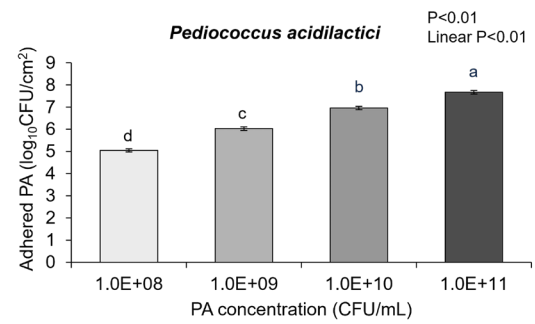 Pediococcus acidilactici
P<0.01
Linear P<0.01
Adhered PA (log₁₀CFU/cm²)
9
8
7
6
5
4
3
2
1
0
d
c
b
a
1.0E+08 1.0E+09 1.0E+10 1.0E+11
PA concentration (CFU/mL)